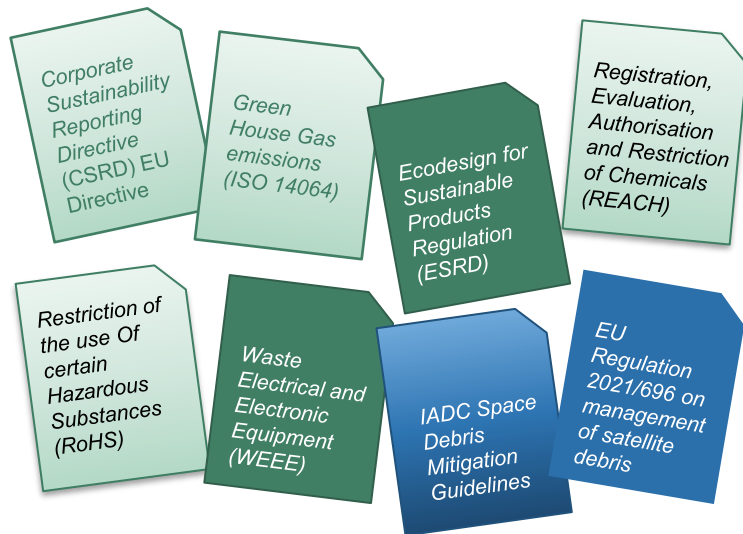 Corporate
Sustainability
Reporting
Directive
(CSRD) EU
Directive
Green
House Gas
emissions
(ISO 14064)
Ecodesign for
Sustainable
Products
Regulation
(ESRD)
Registration,
Evaluation,
Authorisation
and Restriction
of Chemicals
(REACH)
Restriction of
the use Of
certain
Hazardous
Substances
(RoHS)
Waste
Electrical and
Electronic
Equipment
(WEEE)
IADC Space
Debris
Mitigation
Guidelines
EU
Regulation
2021/696 on
management
of satellite
debris